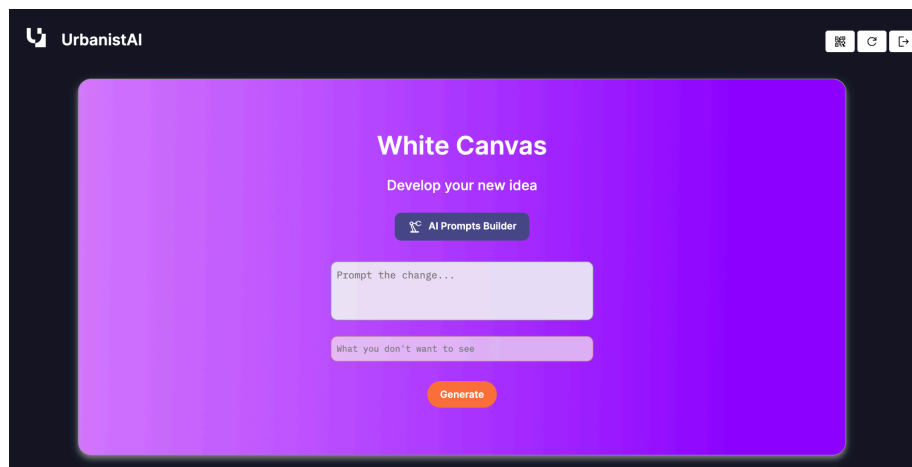 UrbanistAI
White Canvas
Develop your new idea
AI Prompts Builder
Prompt the change...
What you don't want to see
Generate